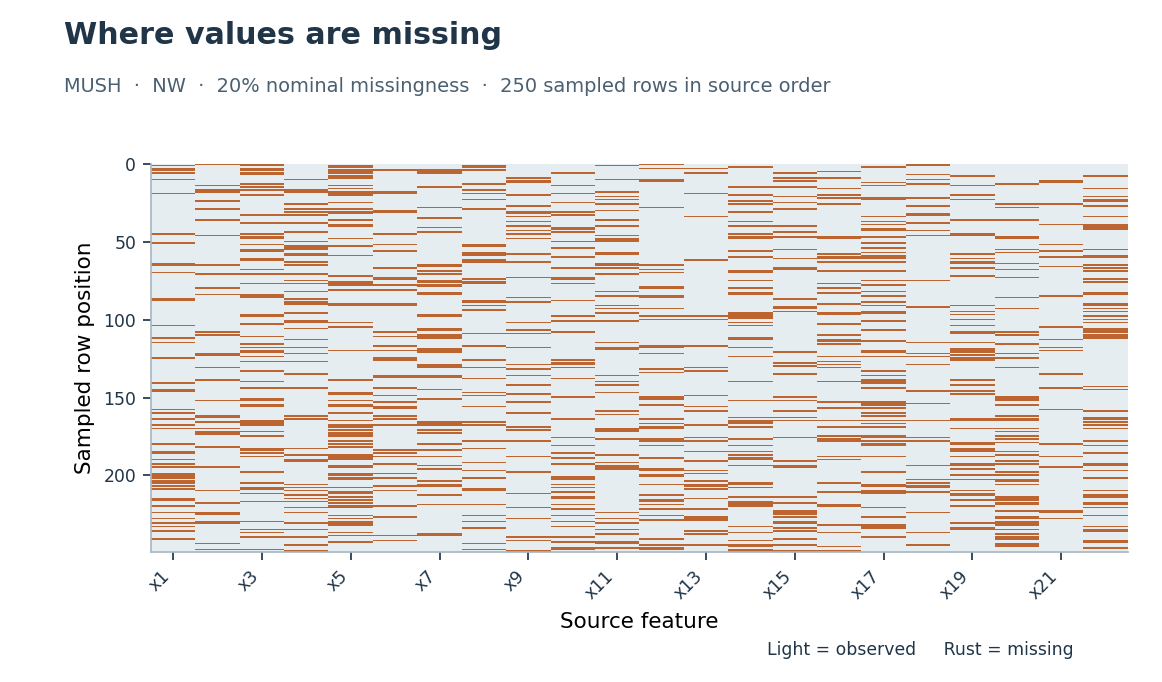 Where values are missing
MUSH · NW · 20% nominal missingness · 250 sampled rows in source order
0
50
100
150
200
Sampled row position
x1 x3 x5 x7 x9 x11 x13 x15 x17 x19 x21
Source feature
Light = observed Rust = missing